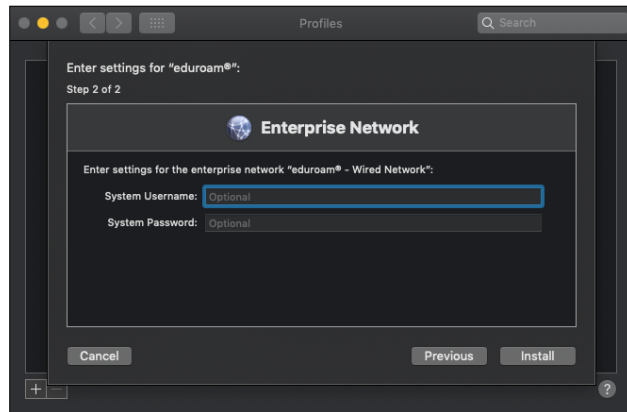 Profiles
Search
Enter settings for “eduroam®”:
Step 2 of 2
Enterprise Network
Enter settings for the enterprise network “eduroam® - Wired Network”:
System Username: Optional
System Password: Optional
Cancel Previous Install
+ − ?